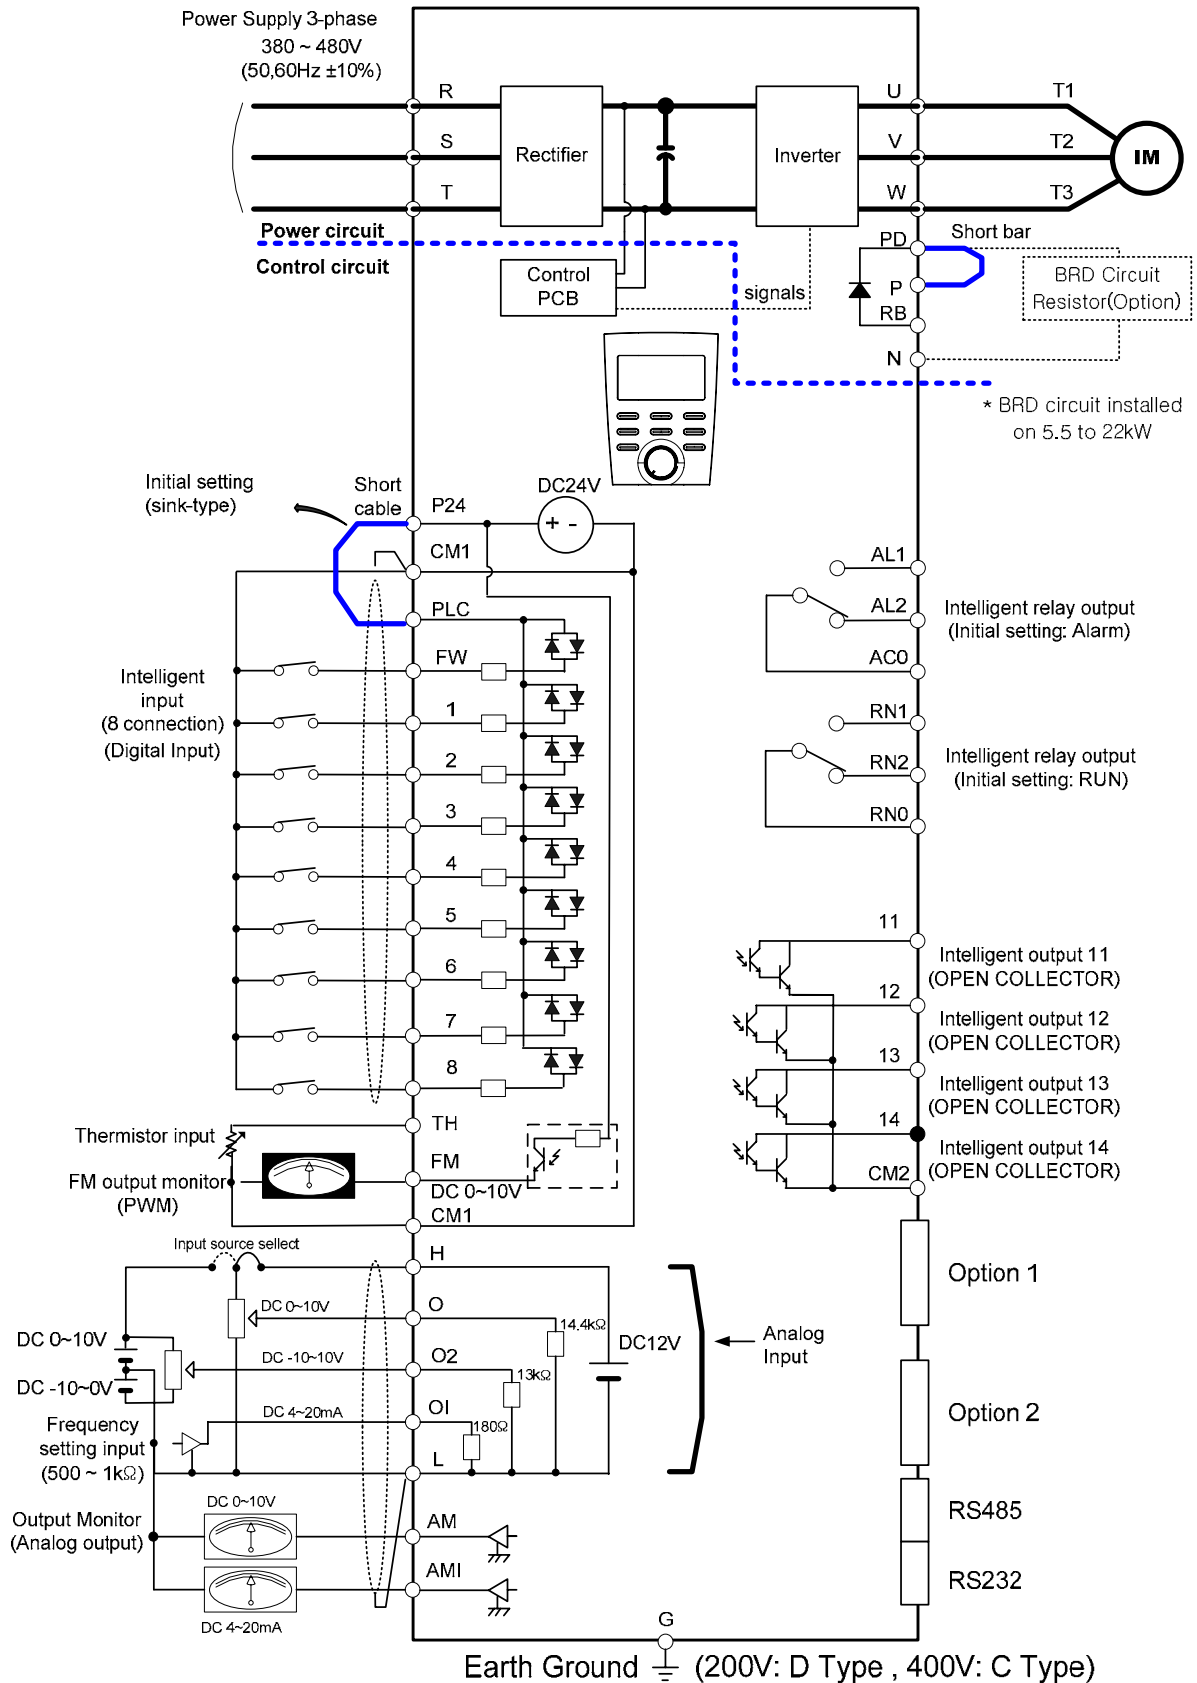 Power Supply 3-phase
380 ~ 480V
(50,60Hz ±10%)
R
S
T
Rectifier
Inverter
U
V
W
T1
T2
T3
IM
Power circuit
Control circuit
Control
PCB
signals
PD
P
RB
N
Short bar
BRD Circuit
Resistor(Option)
* BRD circuit installed
on 5.5 to 22kW
Initial setting
(sink-type)
Short
cable
P24
DC24V
+ -
CM1
PLC
FW
1
2
3
4
5
6
7
8
Intelligent
input
(8 connection)
(Digital Input)
AL1
AL2
AC0
Intelligent relay output
(Initial setting: Alarm)
RN1
RN2
RN0
Intelligent relay output
(Initial setting: RUN)
11
Intelligent output 11
(OPEN COLLECTOR)
12
Intelligent output 12
(OPEN COLLECTOR)
13
Intelligent output 13
(OPEN COLLECTOR)
14
Intelligent output 14
(OPEN COLLECTOR)
CM2
TH
Thermistor input
FM
DC 0~10V
FM output monitor
(PWM)
CM1
Input source sellect
H
O
DC 0~10V
14.4kΩ
DC12V
Analog
Input
DC 0~10V
O2
DC -10~10V
13kΩ
DC -10~0V
OI
DC 4~20mA
180Ω
Frequency
setting input
(500 ~ 1kΩ)
L
DC 0~10V
Output Monitor
(Analog output)
AM
AMI
DC 4~20mA
Option 1
Option 2
RS485
RS232
G
Earth Ground (200V: D Type , 400V: C Type)